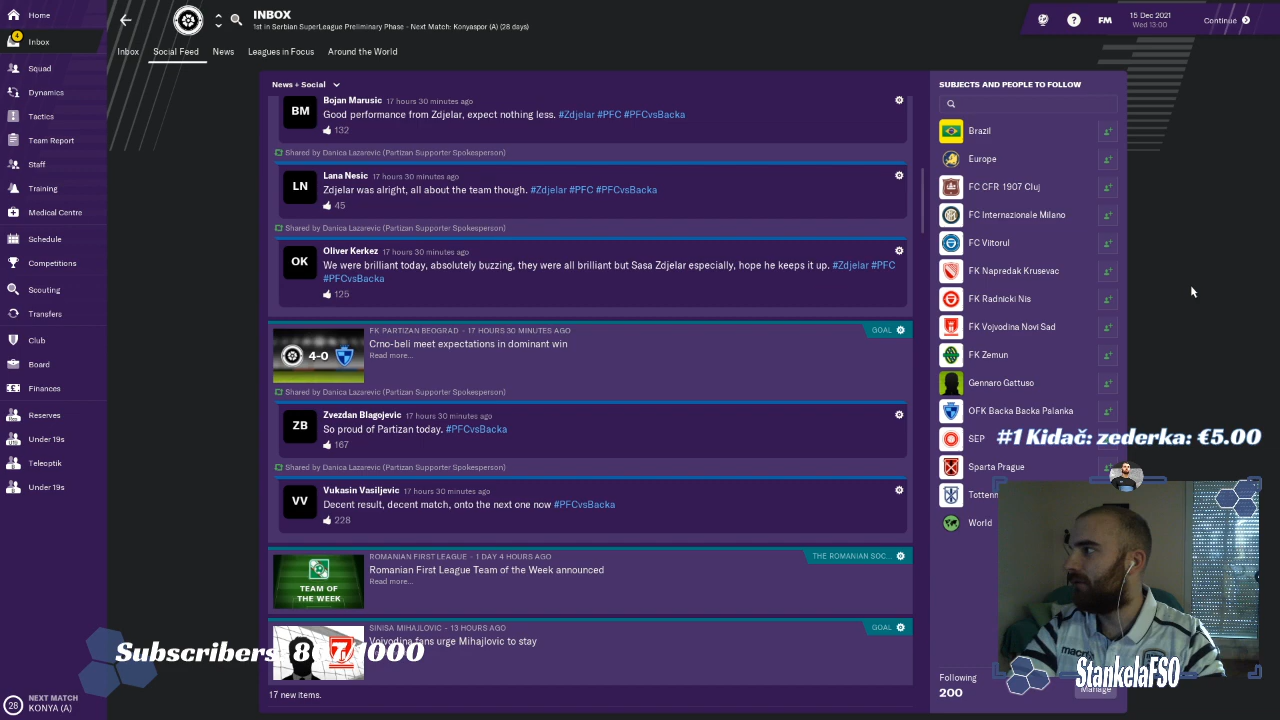 Home
Inbox
4
Squad
Dynamics
Tactics
Team Report
Staff
Training
Medical Centre
Schedule
Competitions
Scouting
Transfers
Club
Board
Finances
Reserves
Under 19s
Teleoptik
Under 19s
28
NEXT MATCH
KONYA (A)
INBOX
1st in Serbian SuperLeague Preliminary Phase - Next Match: Konyaspor (A) (28 days)
?
FM
15 Dec 2021
Wed 13:00
Continue
Inbox
Social Feed
News
Leagues in Focus
Around the World
News + Social
BM
Bojan Marusic 17 hours 30 minutes ago
Good performance from Zdjelar, expect nothing less. #Zdjelar #PFC #PFCvsBacka
132
Shared by Danica Lazarevic (Partizan Supporter Spokesperson)
LN
Lana Nesic 17 hours 30 minutes ago
Zdjelar was alright, all about the team though. #Zdjelar #PFC #PFCvsBacka
45
Shared by Danica Lazarevic (Partizan Supporter Spokesperson)
OK
Oliver Kerkez 17 hours 30 minutes ago
We were brilliant today, absolutely buzzing, they were all brilliant but Sasa Zdjelar especially, hope he keeps it up. #Zdjelar #PFC
#PFCvsBacka
125
FK PARTIZAN BEOGRAD - 17 HOURS 30 MINUTES AGO
GOAL
4-0
Crno-beli meet expectations in dominant win
Read more...
Shared by Danica Lazarevic (Partizan Supporter Spokesperson)
ZB
Zvezdan Blagojevic 17 hours 30 minutes ago
So proud of Partizan today. #PFCvsBacka
167
Shared by Danica Lazarevic (Partizan Supporter Spokesperson)
VV
Vukasin Vasiljevic 17 hours 30 minutes ago
Decent result, decent match, onto the next one now #PFCvsBacka
228
ROMANIAN FIRST LEAGUE - 1 DAY 4 HOURS AGO
THE ROMANIAN SOC...
TEAM OF
THE WEEK
Romanian First League Team of the Week announced
Read more...
SINISA MIHAJLOVIC - 13 HOURS AGO
GOAL
Vojvodina fans urge Mihajlovic to stay
17 new items.
SUBJECTS AND PEOPLE TO FOLLOW
Brazil
Europe
FC CFR 1907 Cluj
FC Internazionale Milano
FC Viitorul
FK Napredak Krusevac
FK Radnicki Nis
FK Vojvodina Novi Sad
FK Zemun
Gennaro Gattuso
OFK Backa Backa Palanka
SEP
Sparta Prague
World
Following
200
Manage
#1 Kidač: zederka: €5.00
macron
StankelaFSO
Subscribers: 807/1000